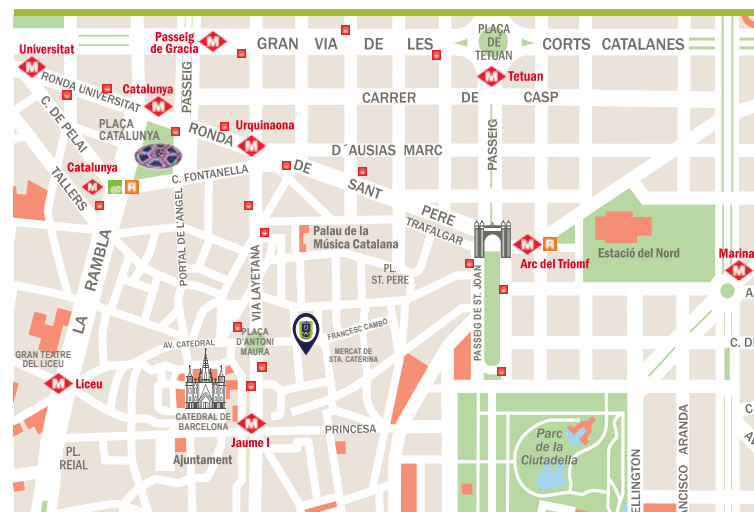 Universitat
Passeig
de Gracia
GRAN VIA DE LES
PLAÇA
DE
TETUAN
CORTS CATALANES
Tetuan
RONDA UNIVERSITAT
Catalunya
PASSEIG
CARRER DE CASP
C. DE PELAI
PLAÇA
CATALUNYA
RONDA
Urquinaona
D´AUSIAS MARC
PASSEIG
TALLERS
Catalunya
R
C. FONTANELLA
DE
SANT
PERE
TRAFALGAR
LA RAMBLA
PORTAL DE L'ANGEL
VIA LAYETANA
Palau de la
Música Catalana
PL.
ST. PERE
R
Arc del Triomf
Estació del Nord
Marina
A
PASSEIG DE ST. JOAN
GRAN TEATRE
DEL LICEU
AV. CATEDRAL
PLAÇA
D'ANTONI
MAURA
FRANCESC CAMBÓ
MERCAT DE
STA. CATERINA
C. D
Liceu
CATEDRAL DE
BARCELONA
Jaume I
PRINCESA
PL.
REIAL
Ajuntament
Parc
de la
Ciutadella
ELLINGTON
ANCISCO ARANDA
C
M
M
M
M
M
M
M
M
M
M